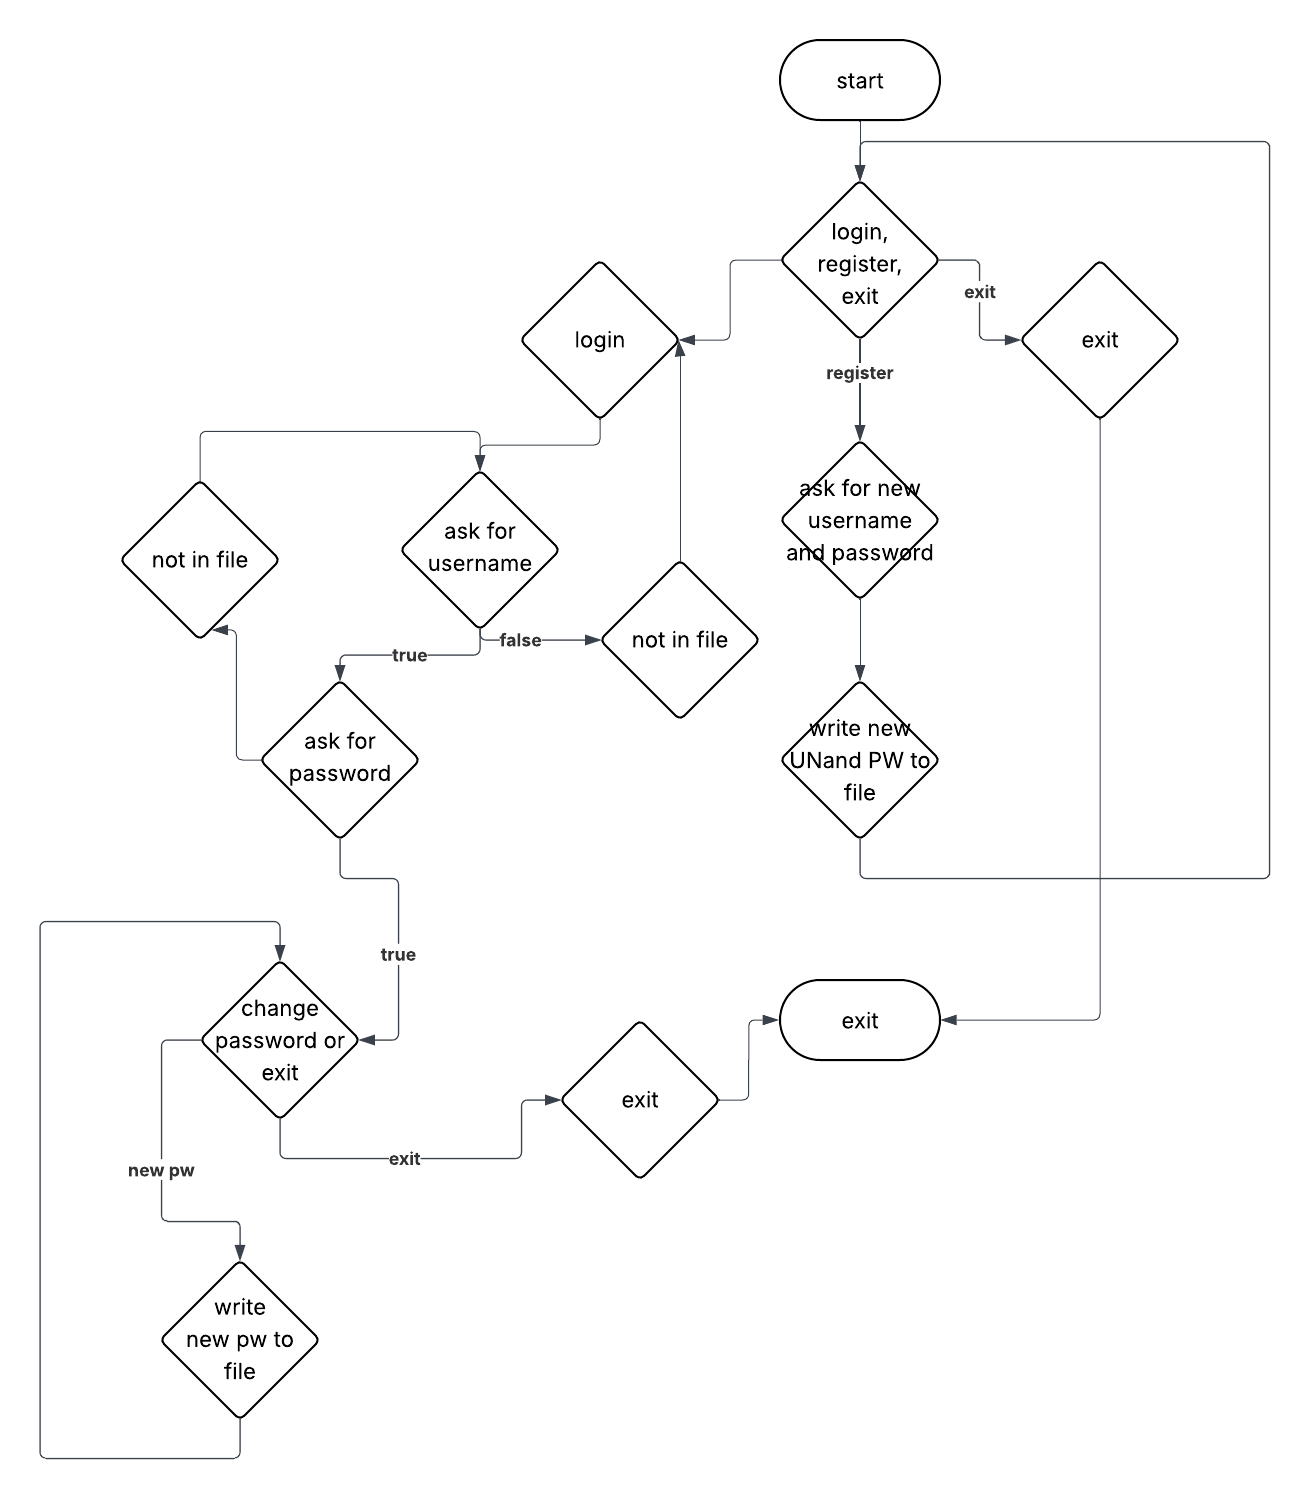 start
login,
register,
exit
exit
login
exit
register
ask for new
username
and password
ask for
username
not in file
not in file
true
false
ask for
password
write new
UNand PW to
file
true
change
password or
exit
exit
exit
exit
new pw
write
new pw to
file